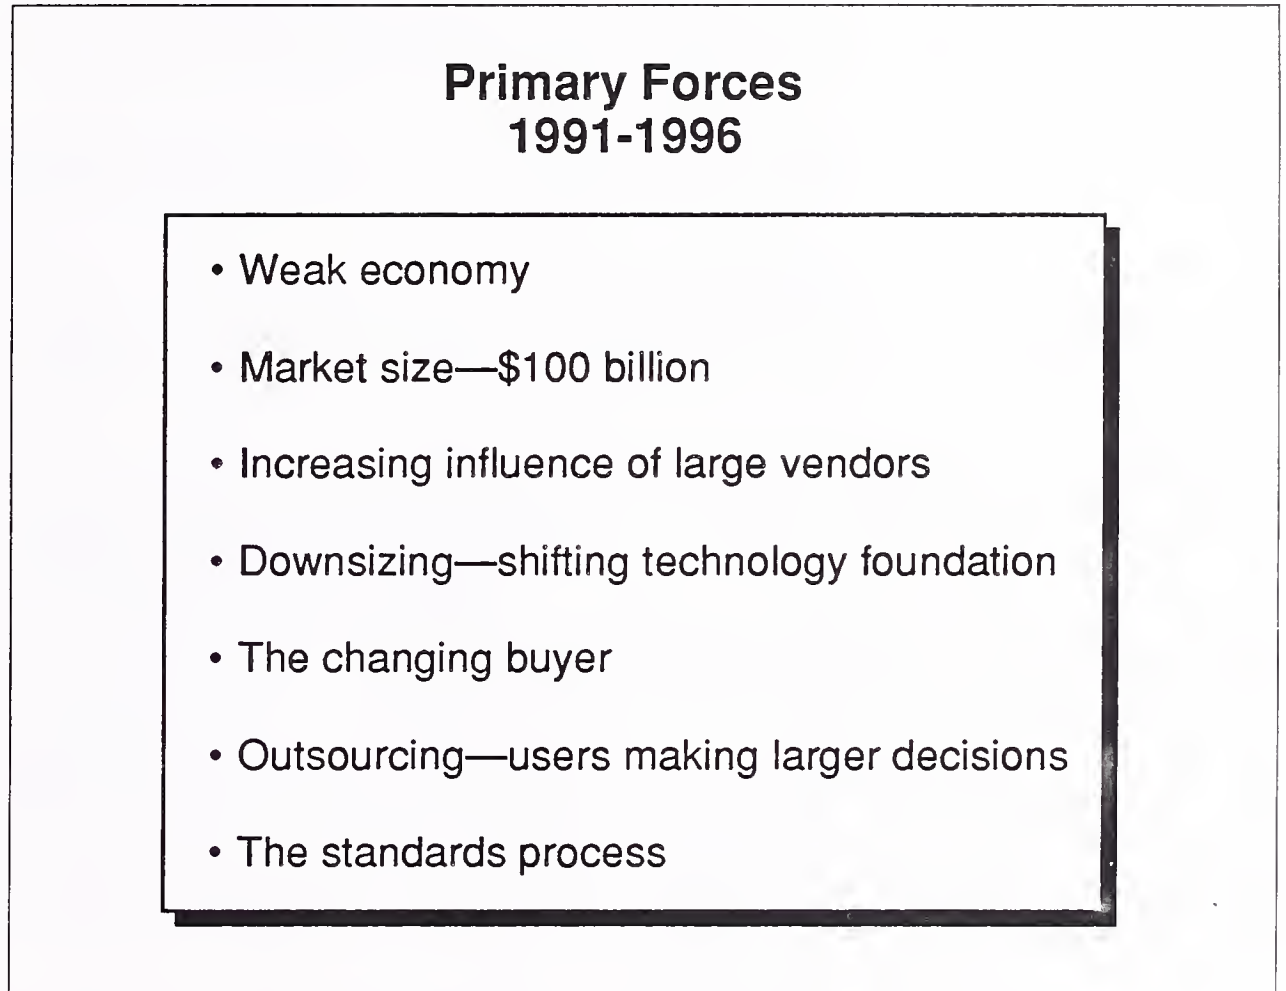 Primary Forces
1991-1996
• Weak economy
• Market size—$100 billion
• Increasing influence of large vendors
• Downsizing—shifting technology foundation
• The changing buyer
• Outsourcing—users making larger decisions
• The standards process